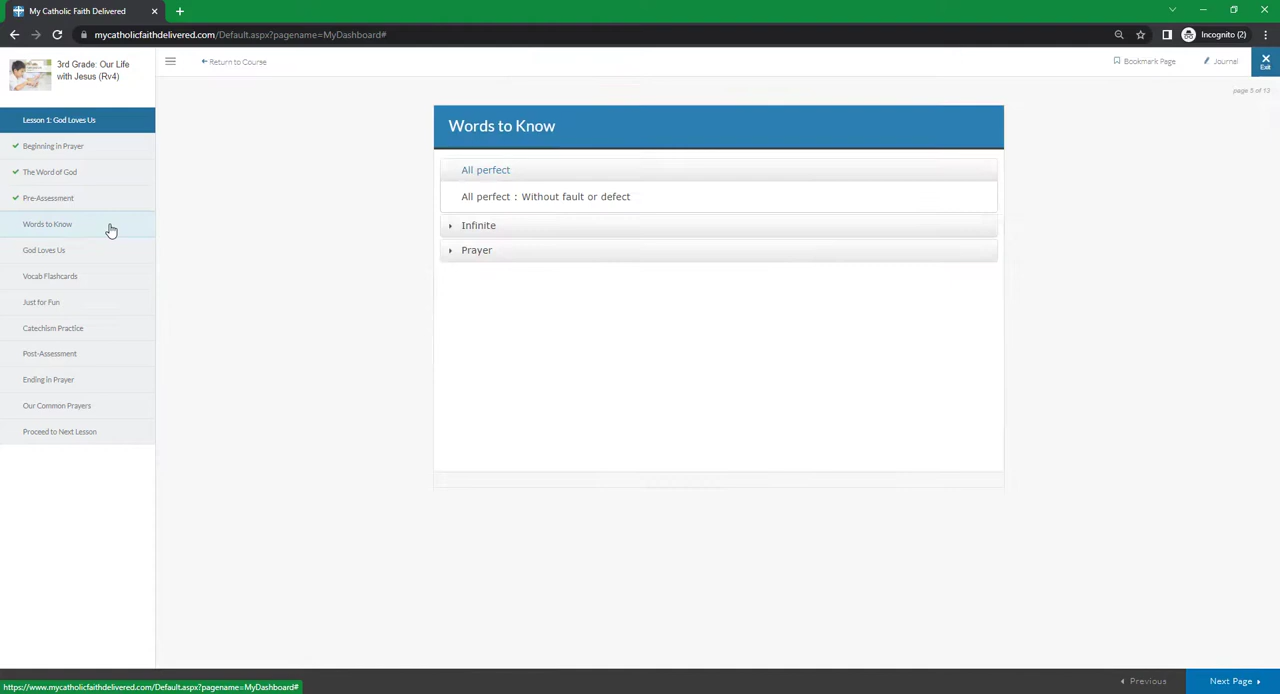 My Catholic Faith Delivered
mycatholicfaithdelivered.com/Default.aspx?pagename=MyDashboard#
Incognito (2)
3rd Grade: Our Life
with Jesus (Rv4)
Return to Course
Bookmark Page
Journal
Exit
page 5 of 13
Lesson 1: God Loves Us
Beginning in Prayer
The Word of God
Pre-Assessment
Words to Know
God Loves Us
Vocab Flashcards
Just for Fun
Catechism Practice
Post-Assessment
Ending in Prayer
Our Common Prayers
Proceed to Next Lesson
Words to Know
All perfect
All perfect : Without fault or defect
Infinite
Prayer
https://www.mycatholicfaithdelivered.com/Default.aspx?pagename=MyDashboard#
Previous
Next Page